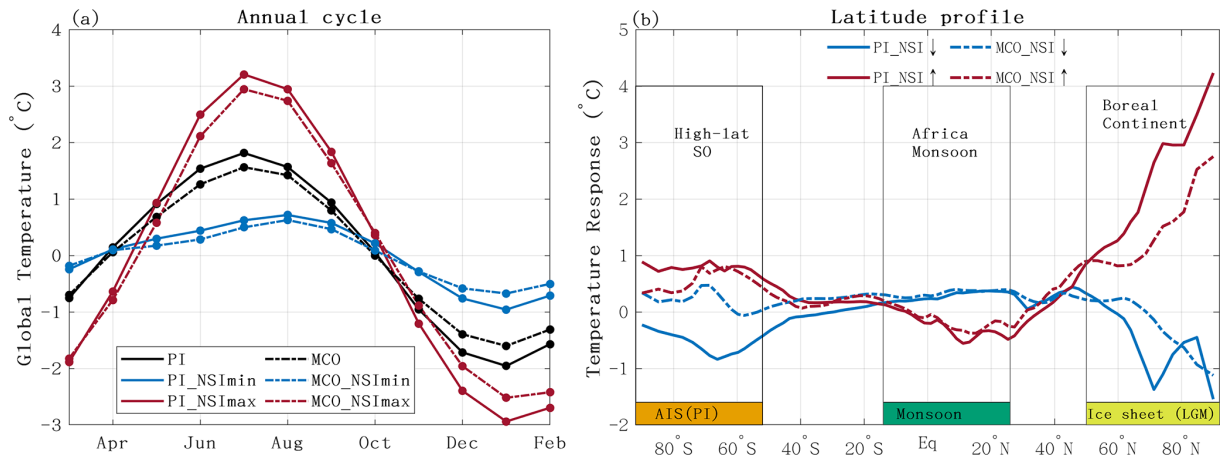 (a)
Annual cycle
Global Temperature (°C)
4
3
2
1
0
-1
-2
-3
PI
MCO
PI_NSImin
MCO_NSImin
PI_NSImax
MCO_NSImax
Apr
Jun
Aug
Oct
Dec
Feb
(b)
Latitude profile
Temperature Response (°C)
5
4
3
2
1
0
-1
-2
PI_NSI↓
MCO_NSI↓
PI_NSI↑
MCO_NSI↑
High-lat
SO
Africa
Monsoon
Boreal
Continent
AIS(PI)
Monsoon
Ice sheet (LGM)
80°S
60°S
40°S
20°S
Eq
20°N
40°N
60°N
80°N